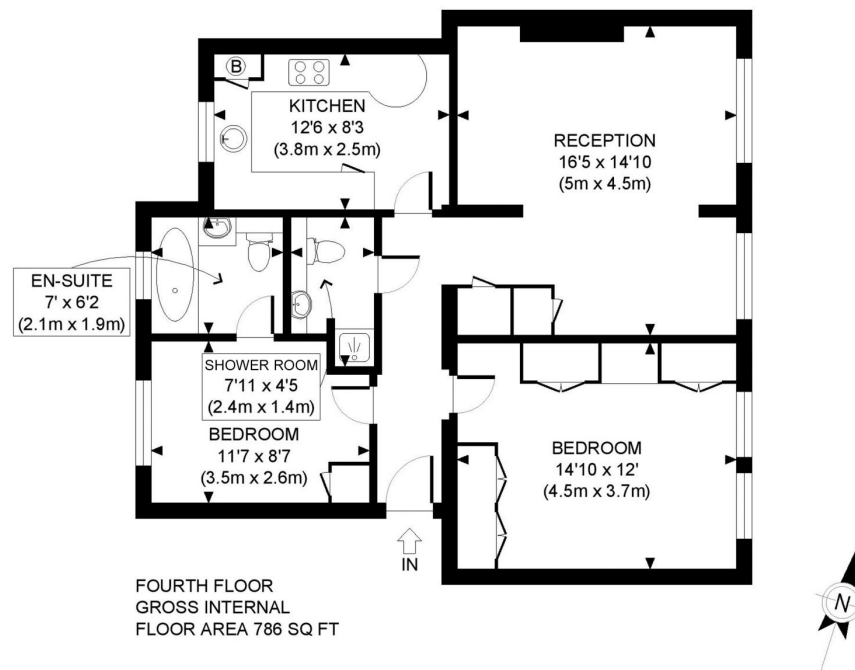 B
KITCHEN
12'6 x 8'3
(3.8m x 2.5m)
RECEPTION
16'5 x 14'10
(5m x 4.5m)
EN-SUITE
7' x 6'2
(2.1m x 1.9m)
SHOWER ROOM
7'11 x 4'5
(2.4m x 1.4m)
BEDROOM
11'7 x 8'7
(3.5m x 2.6m)
BEDROOM
14'10 x 12'
(4.5m x 3.7m)
IN
FOURTH FLOOR
GROSS INTERNAL
FLOOR AREA 786 SQ FT
N